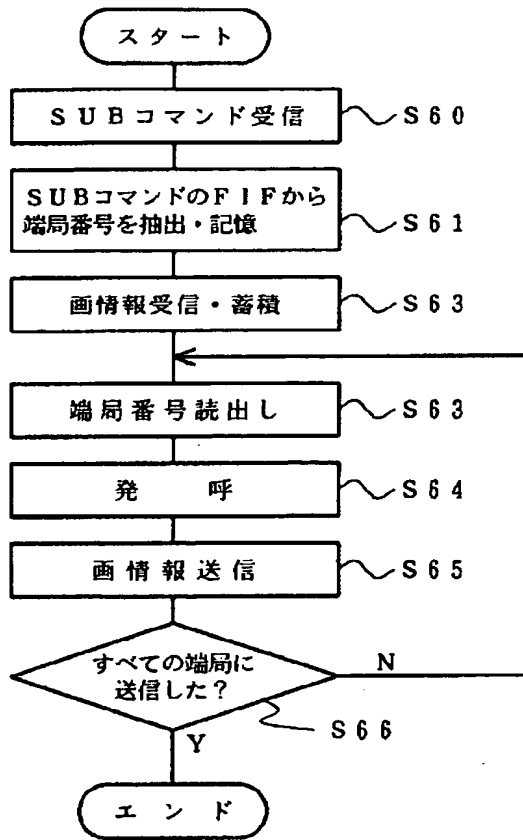 スタート
SUBコマンド受信
S60
SUBコマンドのFIFから
端局番号を抽出・記憶
S61
画情報受信・蓄積
S63
端局番号読出し
S63
発 呼
S64
画情報送信
S65
すべての端局に
送信した?
N
S66
Y
エンド